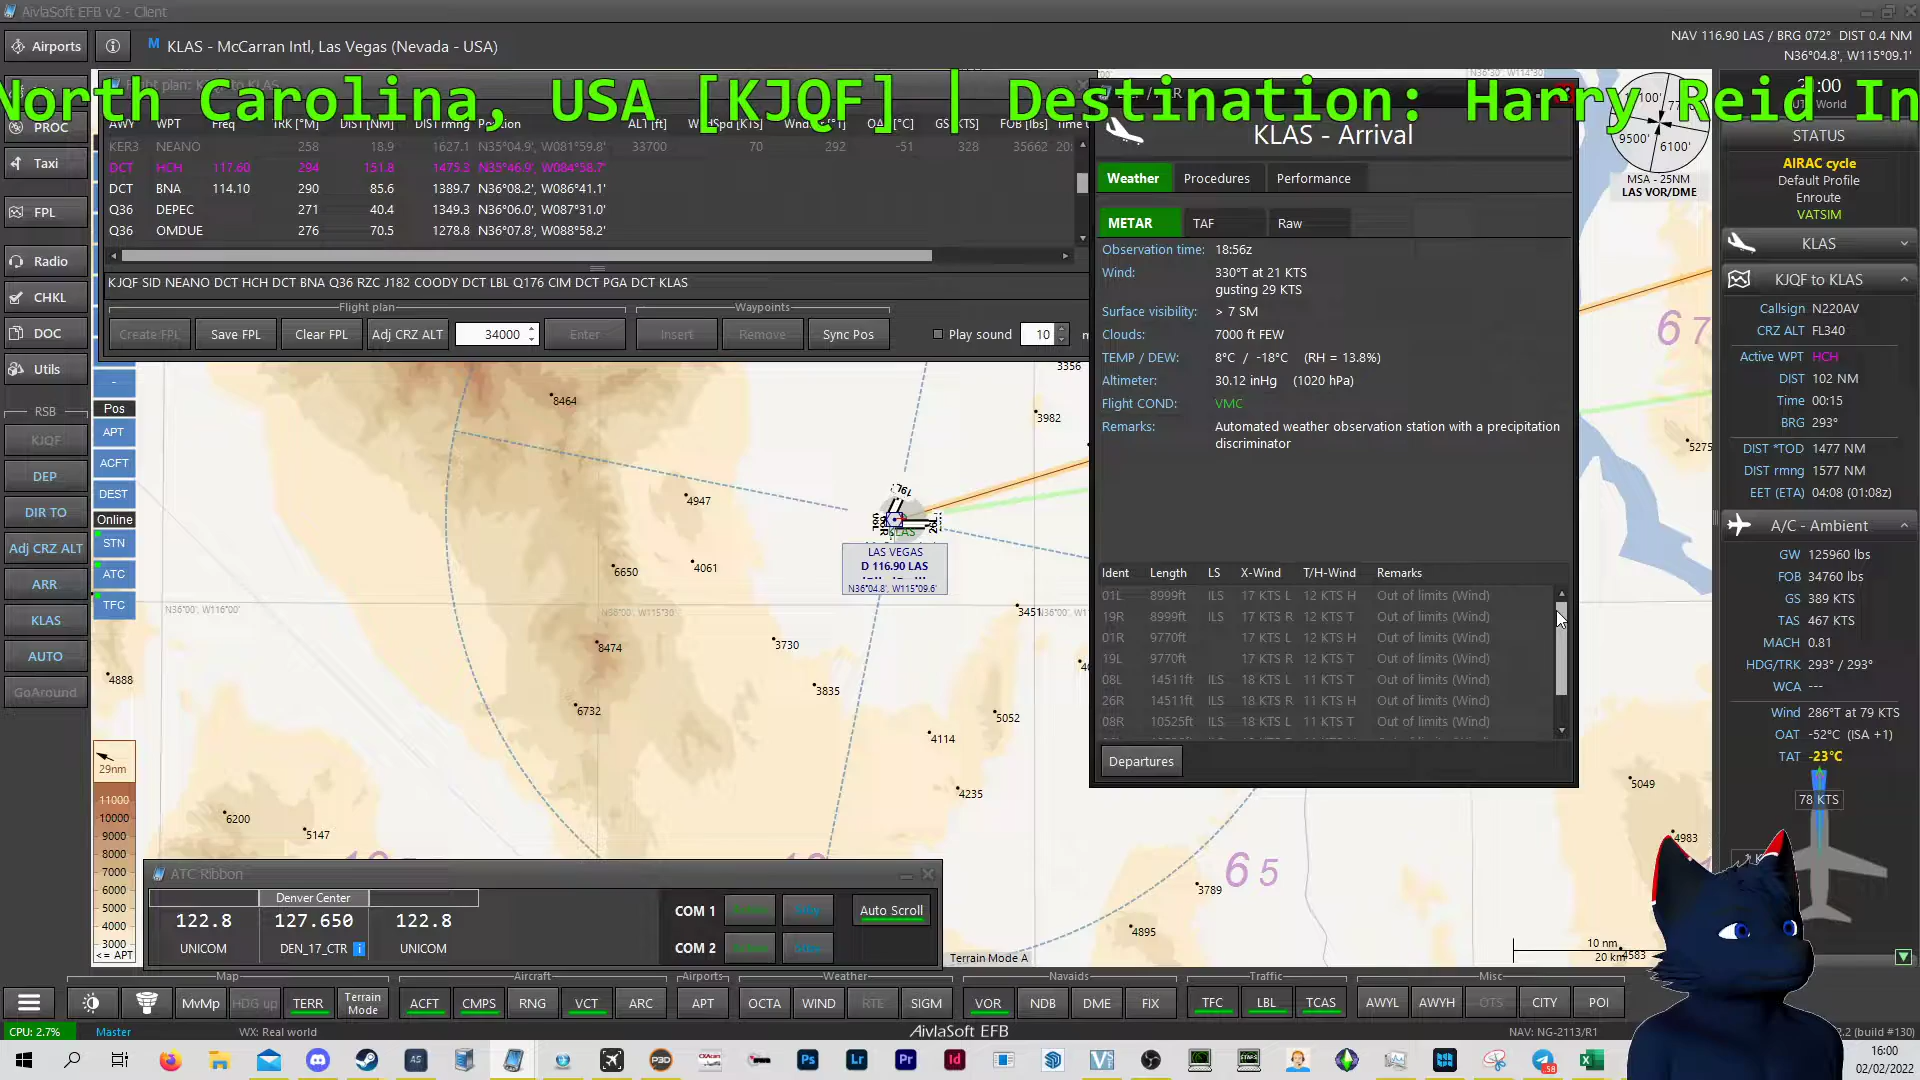 AivlaSoft EFB v2 - Client
Airports
M KLAS - McCarran Intl, Las Vegas (Nevada - USA)
NAV 116.90 LAS / BRG 072° DIST 0.4 NM
N36°04.8', W115°09.1'
North Carolina, USA [KJQF] | Destination: Harry Reid In
AWY WPT Freq TRK [°M] DIST [NM] DIST rmng Position ALT [ft] WindSpd [KTS] GS [KTS] FOB [lbs]
KER3 NEANO 258 18.9 1627.1 N35°04.9', W081°59.8' 33700 70 292 -51 328 35662 20:
DCT HCH 117.60 294 151.8 1475.3 N35°46.9', W084°58.7'
DCT BNA 114.10 290 85.6 1389.7 N36°08.2', W086°41.1'
Q36 DEPEC 271 40.4 1349.3 N36°06.0', W087°31.0'
Q36 OMDUE 276 70.5 1278.8 N36°07.8', W088°58.2'
KJQF SID NEANO DCT HCH DCT BNA Q36 RZC J182 COODY DCT LBL Q176 CIM DCT PGA DCT KLAS
Flight plan
Waypoints
Create FPL Save FPL Clear FPL Adj CRZ ALT 34000 Enter Insert Remove Sync Pos Play sound 10
PROC
Taxi
FPL
Radio
CHKL
DOC
Utils
RSB
KJQF
DEP
DIR TO
Adj CRZ ALT
ARR
KLAS
AUTO
GoAround
-
Pos
APT
ACFT
DEST
Online
STN
ATC
TFC
29nm
11000
10000
9000
8000
7000
6000
5000
4000
3000
<= APT
KLAS - Arrival
Weather Procedures Performance
METAR TAF Raw
Observation time: 18:56z
Wind: 330°T at 21 KTS
gusting 29 KTS
Surface visibility: > 7 SM
Clouds: 7000 ft FEW
TEMP / DEW: 8°C / -18°C (RH = 13.8%)
Altimeter: 30.12 inHg (1020 hPa)
Flight COND: VMC
Remarks: Automated weather observation station with a precipitation
discriminator
Ident Length LS X-Wind T/H-Wind Remarks
01L 8999ft ILS 17 KTS L 12 KTS H Out of limits (Wind)
19R 8999ft ILS 17 KTS R 12 KTS T Out of limits (Wind)
01R 9770ft 17 KTS L 12 KTS H Out of limits (Wind)
19L 9770ft 17 KTS R 12 KTS T Out of limits (Wind)
08L 14511ft ILS 18 KTS L 11 KTS T Out of limits (Wind)
26R 14511ft ILS 18 KTS R 11 KTS H Out of limits (Wind)
08R 10525ft ILS 18 KTS L 11 KTS T Out of limits (Wind)
Departures
9500'
6100'
MSA - 25NM
LAS VOR/DME
STATUS
AIRAC cycle
Default Profile
Enroute
VATSIM
KLAS
KJQF to KLAS
Callsign N220AV
CRZ ALT FL340
Active WPT HCH
DIST 102 NM
Time 00:15
BRG 293°
DIST *TOD 1477 NM
DIST rmng 1577 NM
EET (ETA) 04:08 (01:08z)
A/C - Ambient
GW 125960 lbs
FOB 34760 lbs
GS 389 KTS
TAS 467 KTS
MACH 0.81
HDG/TRK 293° / 293°
WCA ---
Wind 286°T at 79 KTS
OAT -52°C (ISA +1)
TAT -23°C
78 KTS
3356
8464
3982
67
5275
4947
19L
26L
KLAS
LAS VEGAS
D 116.90 LAS
N36°04.8', W115°09.6'
6650
4061
N36°00', W116°00'
N36°00', W115°30'
3451
8474
3730
4888
3835
6732
5052
4114
4235
6200
5147
5049
4983
65
3789
4895
4583
10 nm
20 km
Terrain Mode A
ATC Ribbon
Denver Center
122.8 127.650 122.8
UNICOM DEN_17_CTR i UNICOM
COM 1
COM 2
Auto Scroll
Map Aircraft Airports Weather Navaids Traffic Misc
MvMp HDG up TERR Terrain Mode ACFT CMPS RNG VCT ARC APT OCTA WIND RTE SIGM VOR NDB DME FIX TFC LBL TCAS AWYL AWYH OTS CITY POI
CPU: 2.7% Master WX: Real world AivlaSoft EFB NAV: NG-2113/R1 2.2 (build #130)
16:00
02/02/2022